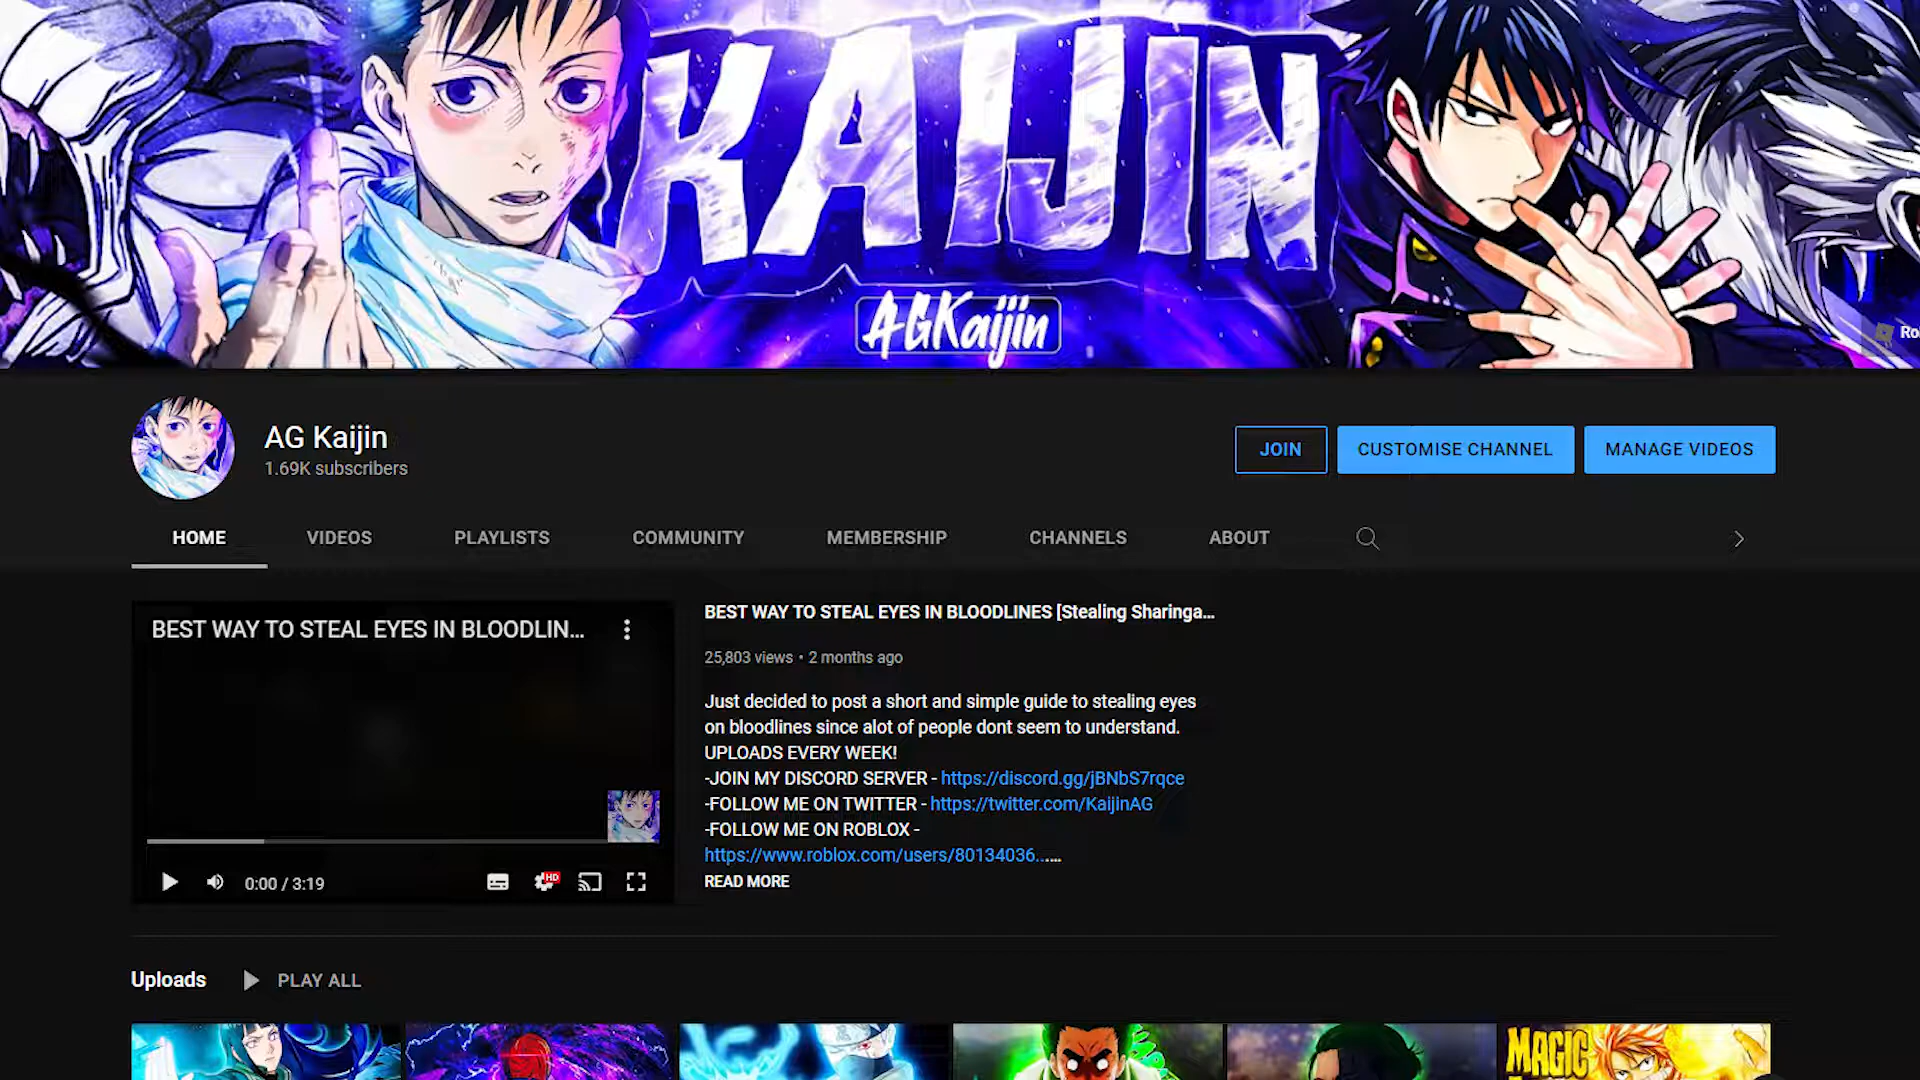 KAIJIN
AGKaijin
AG Kaijin
1.69K subscribers
JOIN
CUSTOMISE CHANNEL
MANAGE VIDEOS
HOME
VIDEOS
PLAYLISTS
COMMUNITY
MEMBERSHIP
CHANNELS
ABOUT
BEST WAY TO STEAL EYES IN BLOODLIN...
HD
0:00 / 3:19
BEST WAY TO STEAL EYES IN BLOODLINES [Stealing Sharinga...
25,803 views • 2 months ago
Just decided to post a short and simple guide to stealing eyes
on bloodlines since alot of people dont seem to understand.
UPLOADS EVERY WEEK!
-JOIN MY DISCORD SERVER - https://discord.gg/jBNbS7rqce
-FOLLOW ME ON TWITTER - https://twitter.com/KaijinAG
-FOLLOW ME ON ROBLOX -
https://www.roblox.com/users/80134036......
READ MORE
Uploads
PLAY ALL
MAGIC